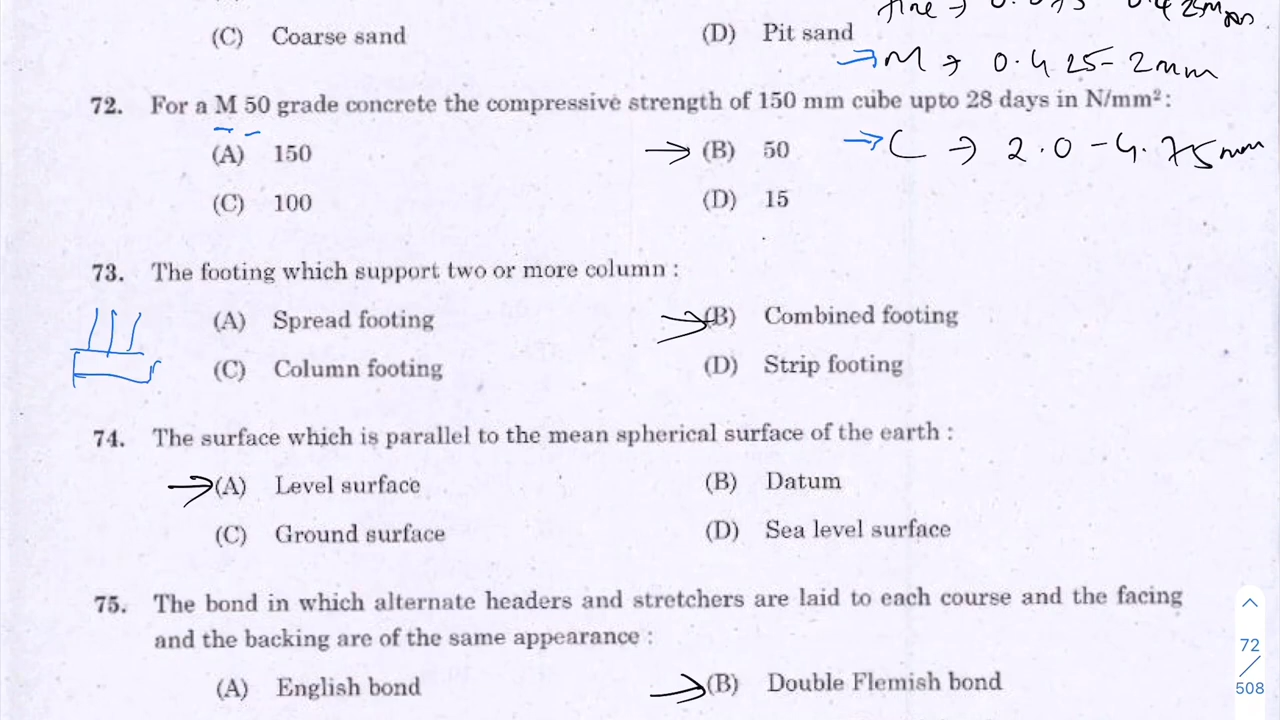 fine → 0.075 0.425mm
(C) Coarse sand (D) Pit sand
→ M → 0.425-2mm
72. For a M 50 grade concrete the compressive strength of 150 mm cube upto 28 days in N/mm²:
(A) 150 → (B) 50 → C → 2.0-4.75mm
(C) 100 (D) 15
73. The footing which support two or more column :
(A) Spread footing → (B) Combined footing
(C) Column footing (D) Strip footing
74. The surface which is parallel to the mean spherical surface of the earth :
→ (A) Level surface (B) Datum
(C) Ground surface (D) Sea level surface
75. The bond in which alternate headers and stretchers are laid to each course and the facing
and the backing are of the same appearance :
(A) English bond → (B) Double Flemish bond
72
/
508